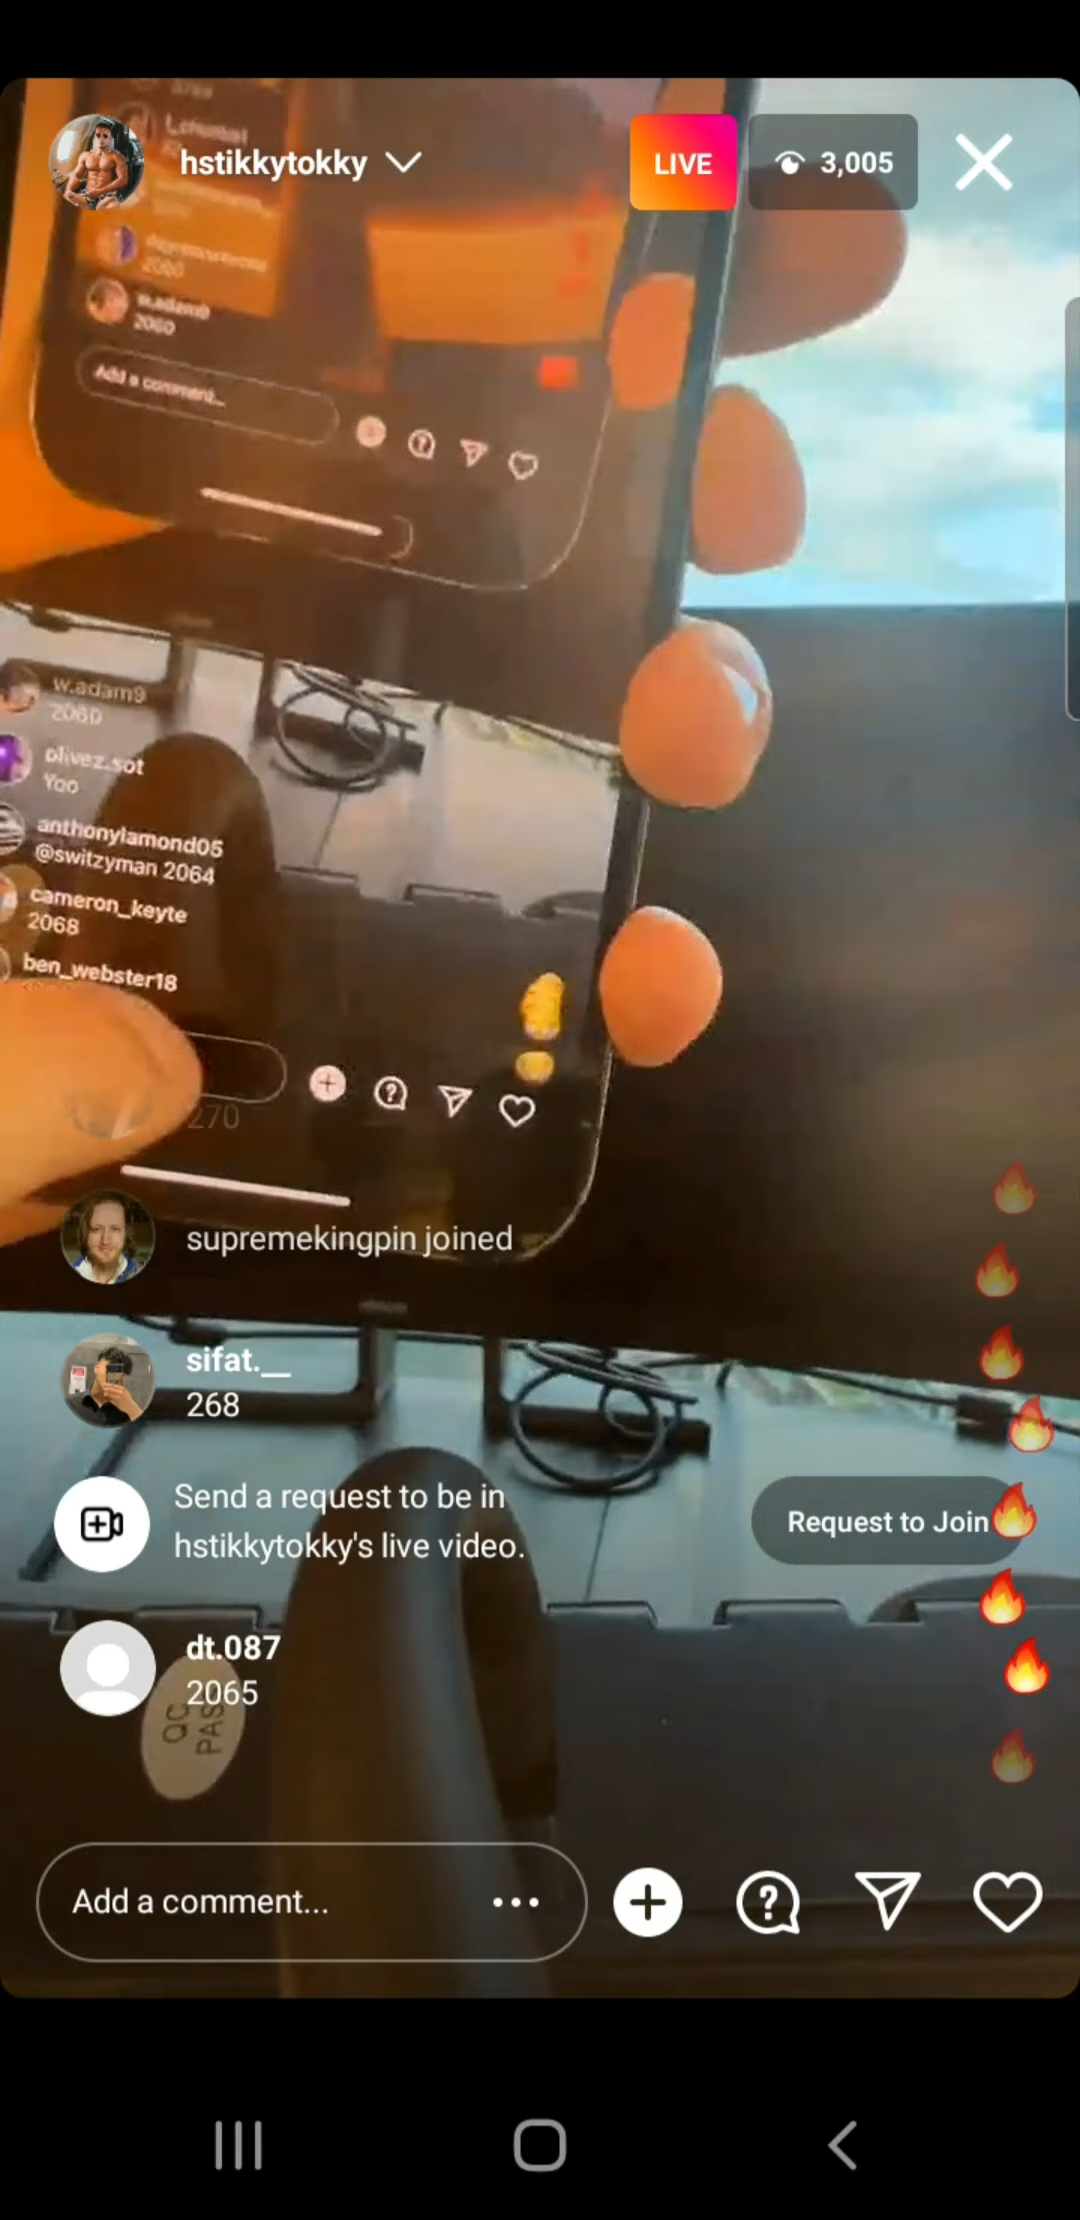 hstikkytokky
LIVE
3,005
w.adam9
2060
Add a comment...
w.adam9
2060
olivez.sot
Yoo
anthonylamond05
@switzyman 2064
cameron_keyte
2068
ben_webster18
270
supremekingpin joined
sifat.__
268
Send a request to be in
hstikkytokky's live video.
Request to Join
dt.087
2065
QC
PAS
Add a comment...